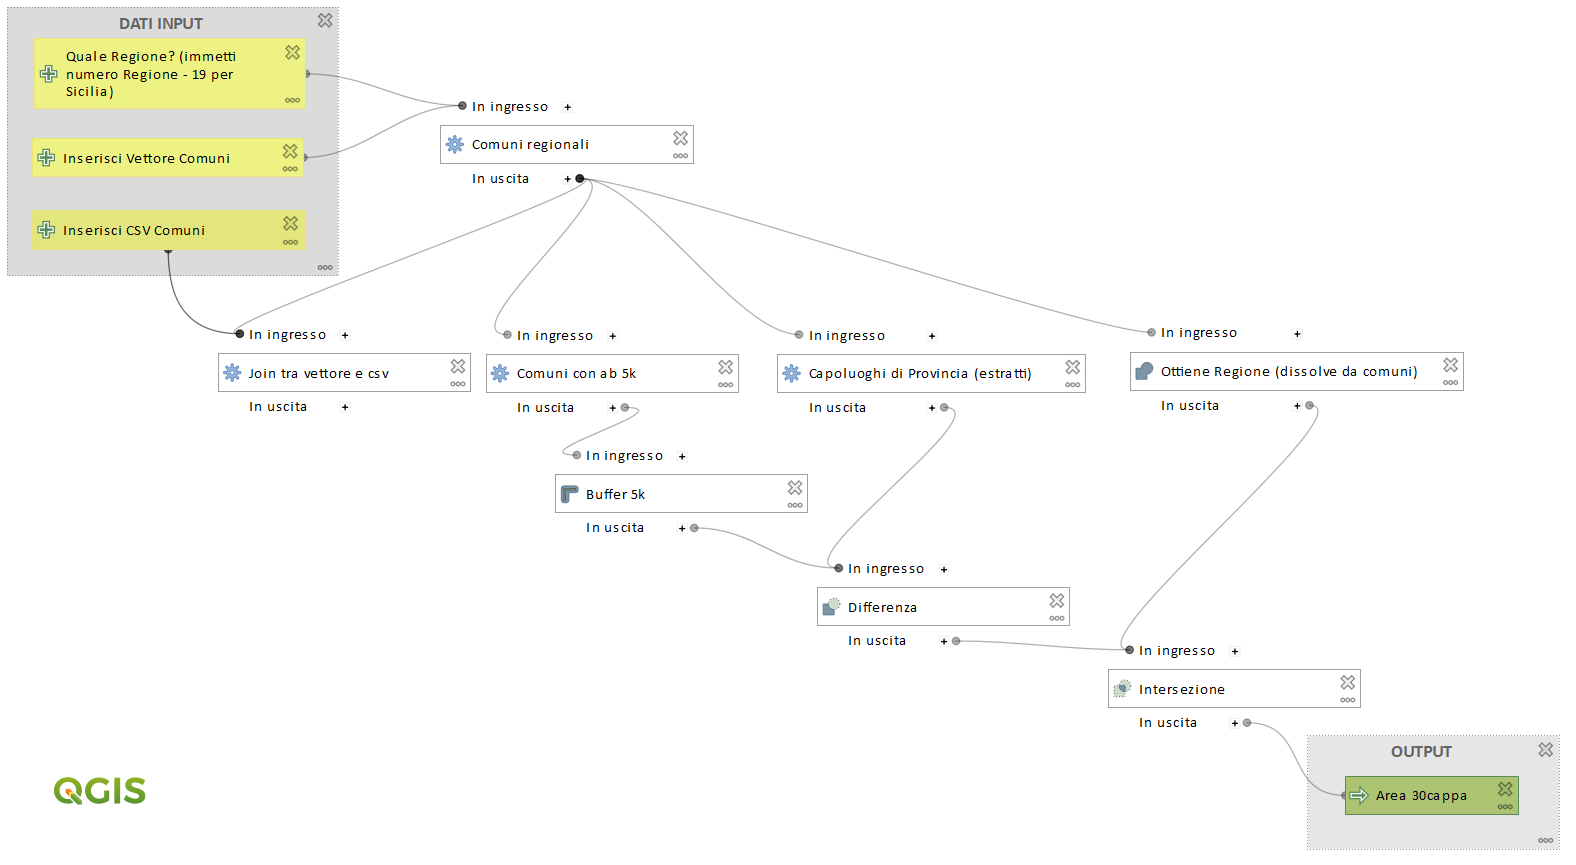 DATI INPUT
Quale Regione? (immetti
numero Regione - 19 per
Sicilia)
Inserisci Vettore Comuni
Inserisci CSV Comuni
In ingresso +
Comuni regionali
In uscita +
In ingresso +
Join tra vettore e csv
In uscita +
In ingresso +
Comuni con ab 5k
In uscita +
In ingresso +
Capoluoghi di Provincia (estratti)
In uscita +
In ingresso +
Ottiene Regione (dissolve da comuni)
In uscita +
In ingresso +
Buffer 5k
In uscita +
In ingresso +
Differenza
In uscita +
In ingresso +
Intersezione
In uscita +
OUTPUT
Area 30cappa
QGIS